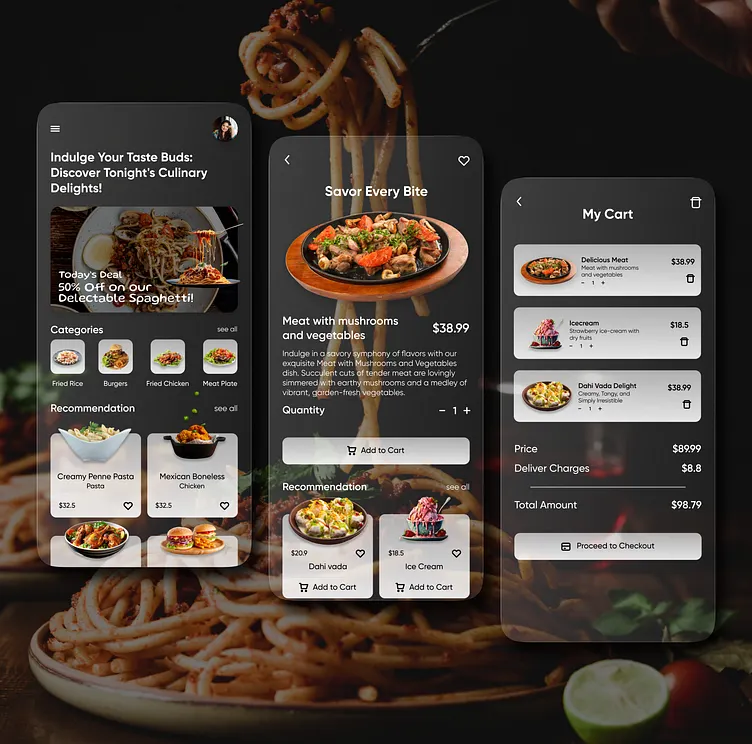 Indulge Your Taste Buds:
Discover Tonight's Culinary
Delights!
Today's Deal
50% Off on our
Delectable Spaghetti!
Categories
see all
Fried Rice
Burgers
Fried Chicken
Meat Plate
Recommendation
see all
Creamy Penne Pasta
Pasta
$32.5
Mexican Boneless
Chicken
$32.5
Savor Every Bite
Meat with mushrooms
and vegetables
$38.99
Indulge in a savory symphony of flavors with our
exquisite Meat with Mushrooms and Vegetables
dish. Succulent cuts of tender meat are lovingly
simmered with earthy mushrooms and a medley of
vibrant, garden-fresh vegetables.
Quantity
− 1 +
Add to Cart
Recommendation
see all
$20.9
Dahi vada
Add to Cart
$18.5
Ice Cream
Add to Cart
My Cart
Delicious Meat
Meat with mushrooms
and vegetables
− 1 +
$38.99
Icecream
Strawberry ice-cream with
dry fruits
− 1 +
$18.5
Dahi Vada Delight
Creamy, Tangy, and
Simply Irresistible
− 1 +
$38.99
Price
$89.99
Deliver Charges
$8.8
Total Amount
$98.79
Proceed to Checkout